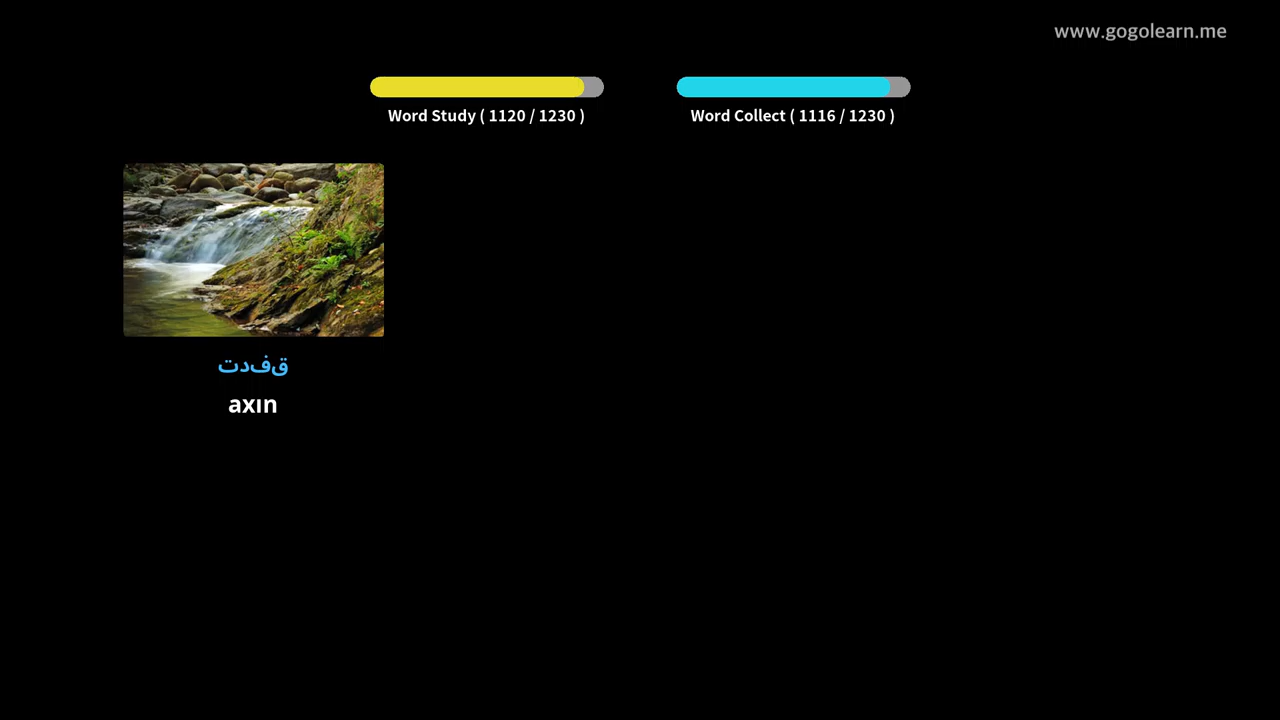 www.gogolearn.me
Word Study ( 1120 / 1230 )
Word Collect ( 1116 / 1230 )
قفدت
axın